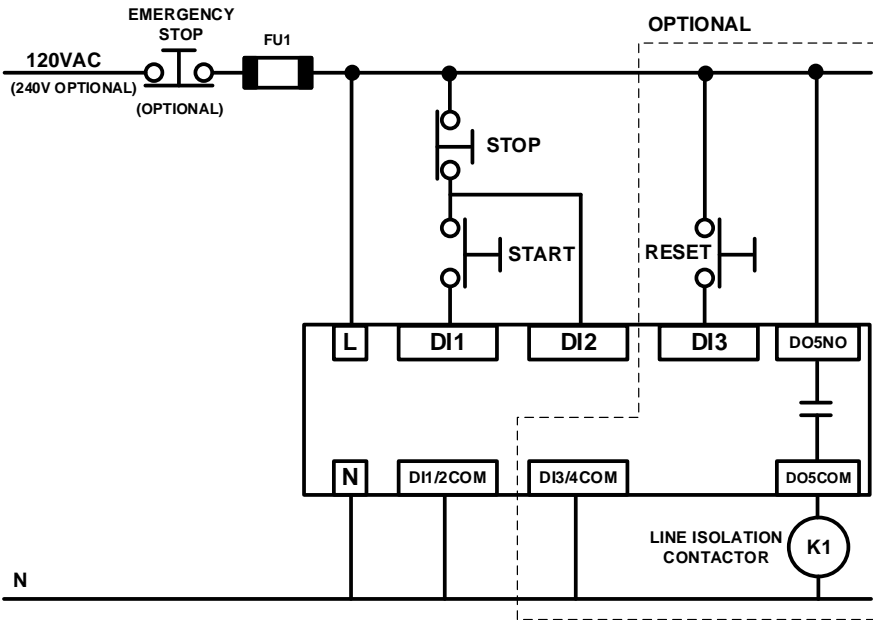 EMERGENCY
STOP
FU1
OPTIONAL
120VAC
(240V OPTIONAL)
(OPTIONAL)
STOP
START
RESET
L
DI1
DI2
DI3
DO5NO
N
DI1/2COM
DI3/4COM
DO5COM
LINE ISOLATION
CONTACTOR
K1
N